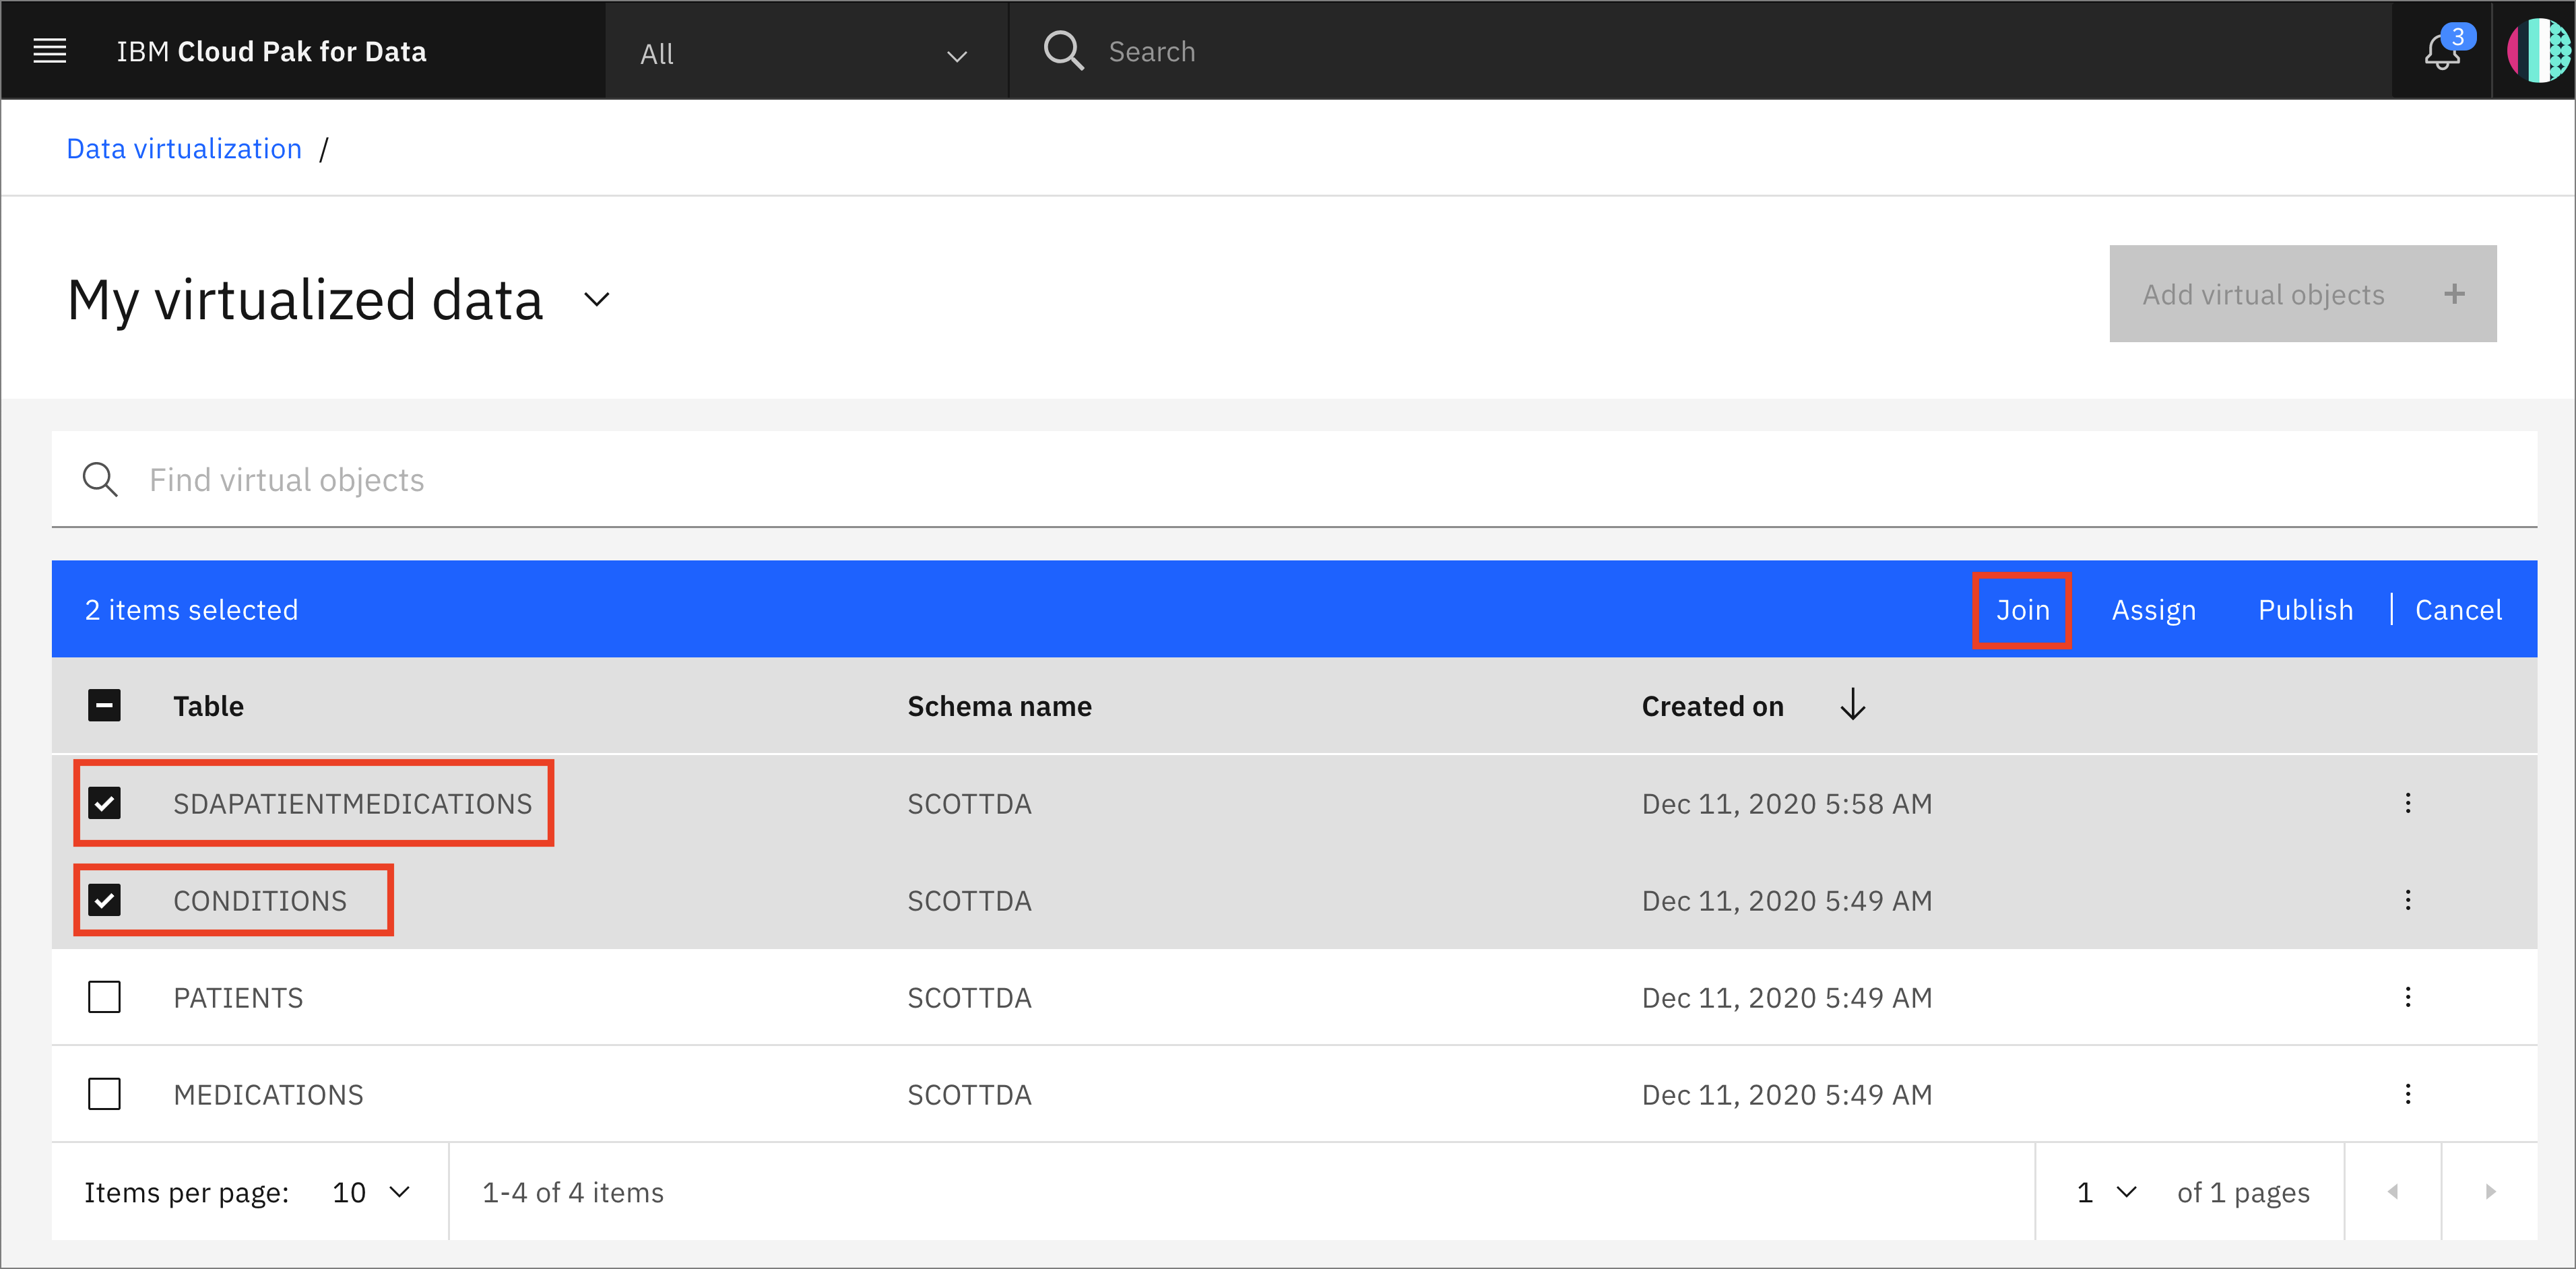 IBM Cloud Pak for Data All Search 3
Data virtualization /
My virtualized data Add virtual objects +
Find virtual objects
2 items selected Join Assign Publish | Cancel
Table Schema name Created on
SDAPATIENTMEDICATIONS SCOTTDA Dec 11, 2020 5:58 AM
CONDITIONS SCOTTDA Dec 11, 2020 5:49 AM
PATIENTS SCOTTDA Dec 11, 2020 5:49 AM
MEDICATIONS SCOTTDA Dec 11, 2020 5:49 AM
Items per page: 10 1-4 of 4 items 1 of 1 pages